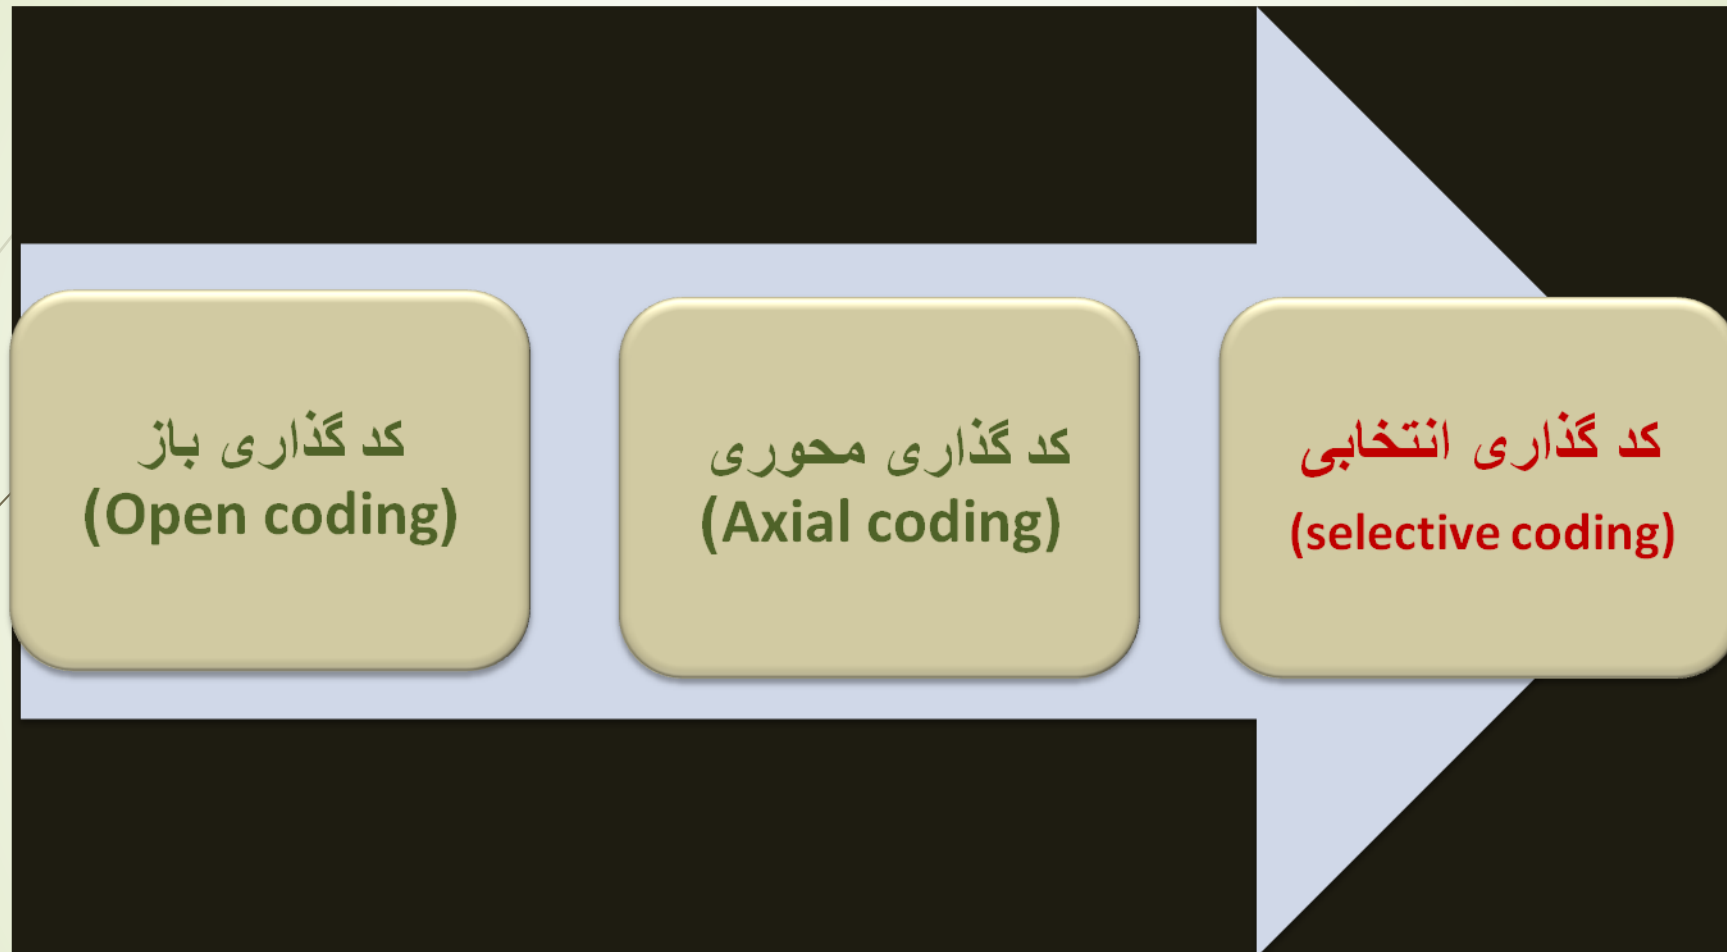 کد گذاری باز
(Open coding)
کد گذاری محوری
(Axial coding)
کد گذاری انتخابی
(selective coding)